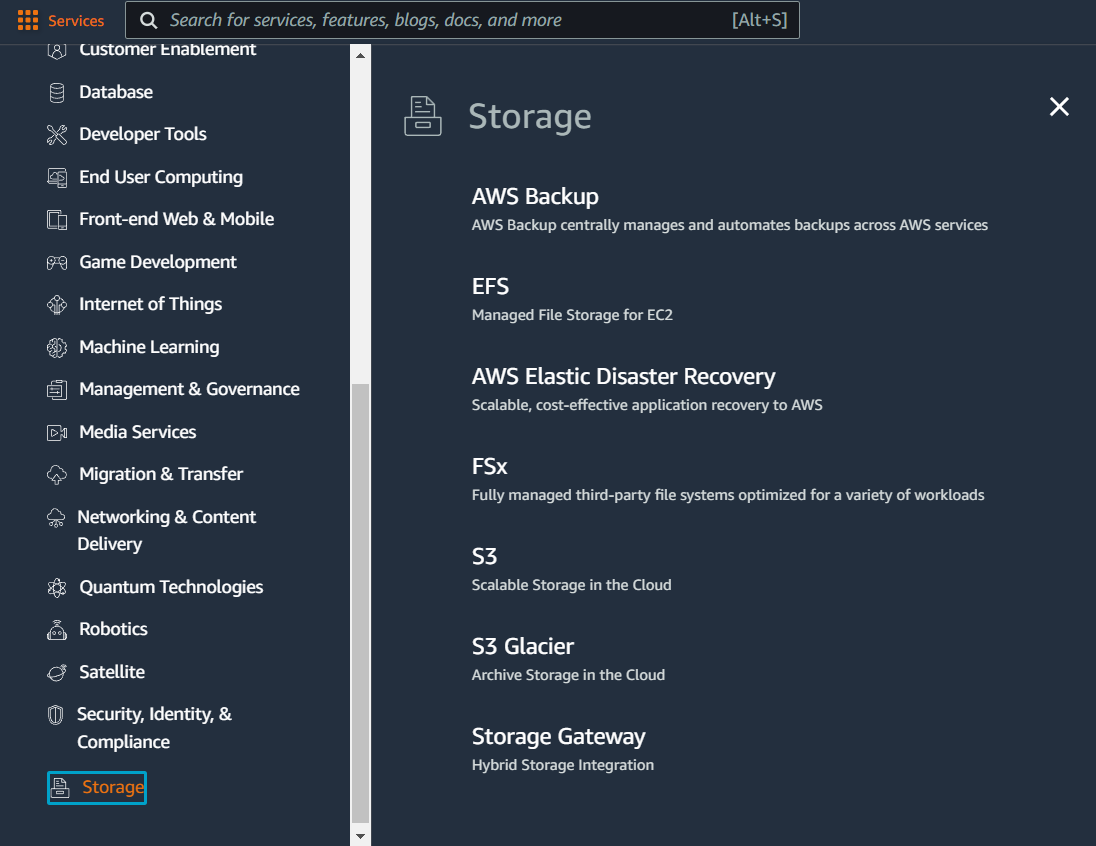 Services
Search for services, features, blogs, docs, and more
[Alt+S]
Customer Enablement
Database
Developer Tools
End User Computing
Front-end Web & Mobile
Game Development
Internet of Things
Machine Learning
Management & Governance
Media Services
Migration & Transfer
Networking & Content
Delivery
Quantum Technologies
Robotics
Satellite
Security, Identity, &
Compliance
Storage
Storage
AWS Backup
AWS Backup centrally manages and automates backups across AWS services
EFS
Managed File Storage for EC2
AWS Elastic Disaster Recovery
Scalable, cost-effective application recovery to AWS
FSx
Fully managed third-party file systems optimized for a variety of workloads
S3
Scalable Storage in the Cloud
S3 Glacier
Archive Storage in the Cloud
Storage Gateway
Hybrid Storage Integration